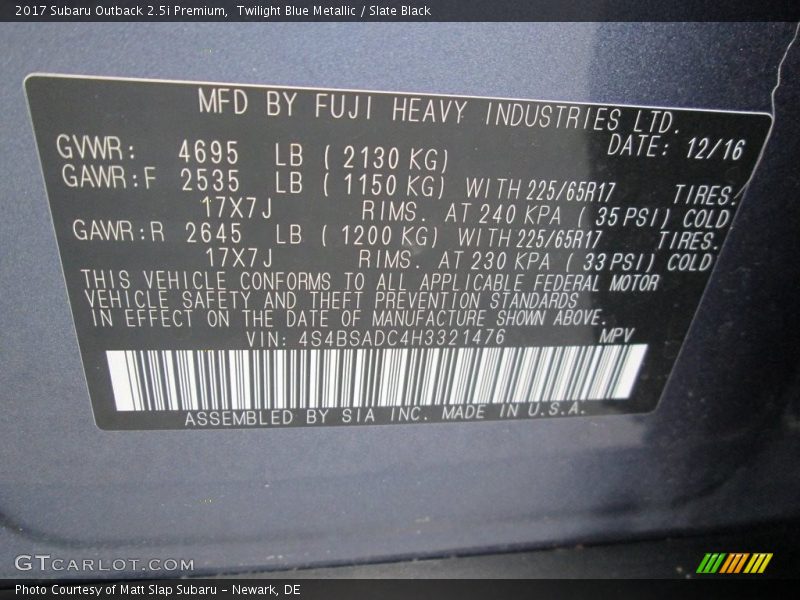 2017 Subaru Outback 2.5i Premium,  Twilight Blue Metallic / Slate Black
MFD BY FUJI HEAVY INDUSTRIES LTD.
GVWR: 4695 LB ( 2130 KG) DATE: 12/16
GAWR:F 2535 LB ( 1150 KG) WITH 225/65R17 TIRES.
17X7J RIMS. AT 240 KPA ( 35 PSI) COLD
GAWR:R 2645 LB ( 1200 KG) WITH 225/65R17 TIRES.
17X7J RIMS. AT 230 KPA ( 33 PSI) COLD
THIS VEHICLE CONFORMS TO ALL APPLICABLE FEDERAL MOTOR
VEHICLE SAFETY AND THEFT PREVENTION STANDARDS
IN EFFECT ON THE DATE OF MANUFACTURE SHOWN ABOVE.
VIN: 4S4BSADC4H3321476 MPV
ASSEMBLED BY SIA INC. MADE IN U.S.A.
GTCARLOT.COM
Photo Courtesy of Matt Slap Subaru – Newark, DE